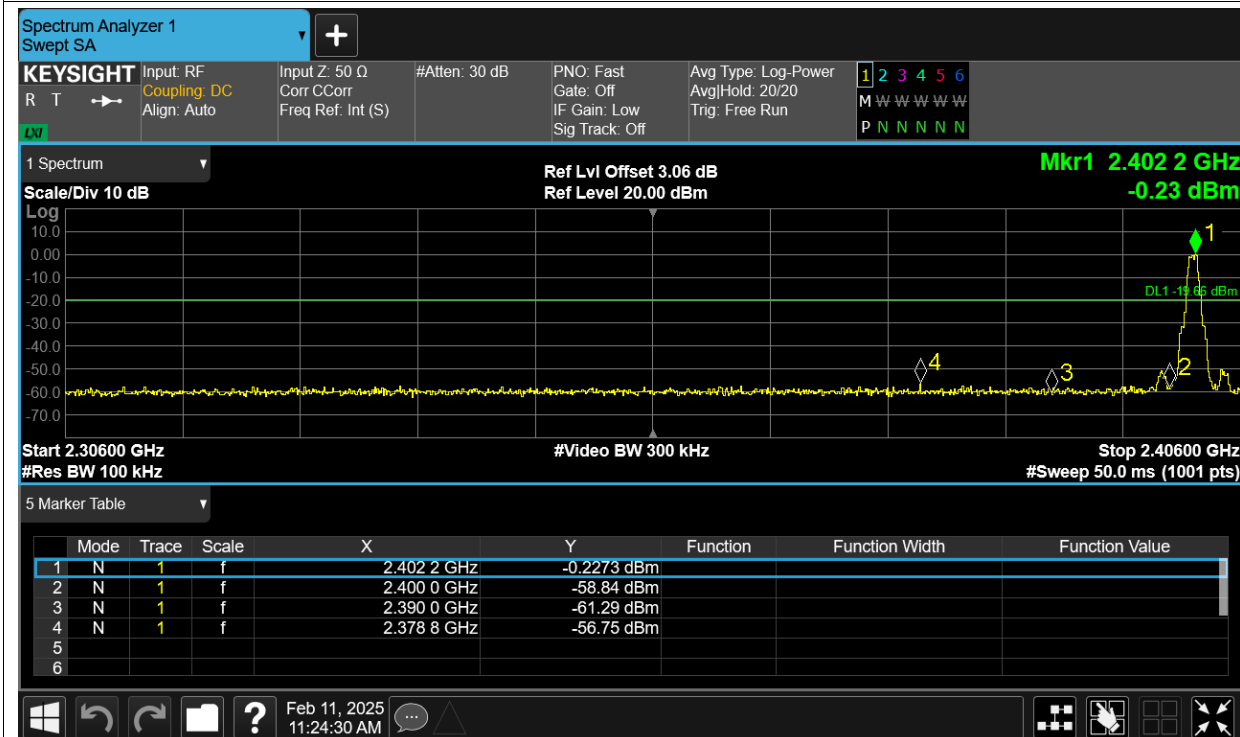 Spectrum Analyzer 1
Swept SA
+
KEYSIGHT
R T
LXI
Input: RF
Coupling: DC
Align: Auto
Input Z: 50 Ω
Corr CCorr
Freq Ref: Int (S)
#Atten: 30 dB
PNO: Fast
Gate: Off
IF Gain: Low
Sig Track: Off
Avg Type: Log-Power
Avg|Hold: 20/20
Trig: Free Run
1 2 3 4 5 6
M W W W W W
P N N N N N
1 Spectrum
Scale/Div 10 dB
Ref Lvl Offset 3.06 dB
Ref Level 20.00 dBm
Mkr1 2.402 2 GHz
-0.23 dBm
Log
10.0
0.00
-10.0
-20.0
-30.0
-40.0
-50.0
-60.0
-70.0
1
DL1 -19.66 dBm
4
3
2
Start 2.30600 GHz
#Res BW 100 kHz
#Video BW 300 kHz
Stop 2.40600 GHz
#Sweep 50.0 ms (1001 pts)
5 Marker Table
Mode Trace Scale X Y Function Function Width Function Value
1 N 1 f 2.402 2 GHz -0.2273 dBm
2 N 1 f 2.400 0 GHz -58.84 dBm
3 N 1 f 2.390 0 GHz -61.29 dBm
4 N 1 f 2.378 8 GHz -56.75 dBm
5
6
?
Feb 11, 2025
11:24:30 AM